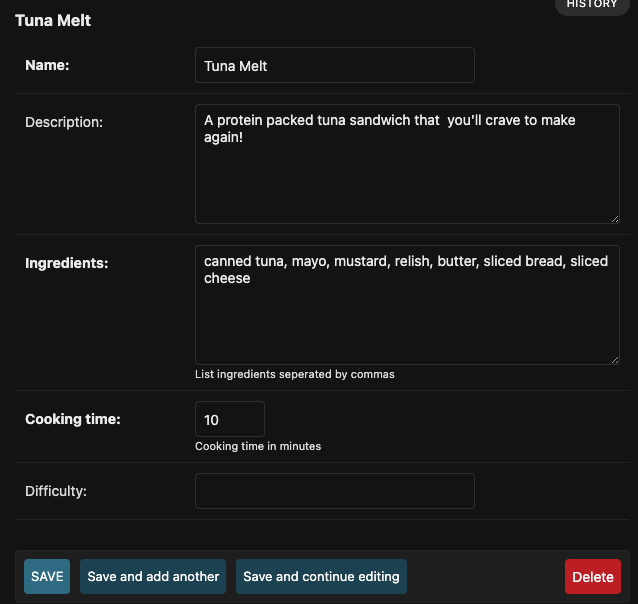 HISTORY
Tuna Melt
Name:
Tuna Melt
Description:
A protein packed tuna sandwich that  you'll crave to make
again!
Ingredients:
canned tuna, mayo, mustard, relish, butter, sliced bread, sliced
cheese
List ingredients seperated by commas
Cooking time:
10
Cooking time in minutes
Difficulty:
SAVE
Save and add another
Save and continue editing
Delete